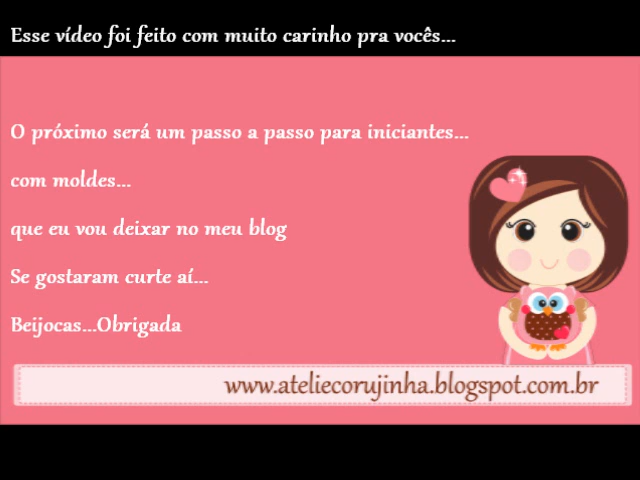 Esse vídeo foi feito com muito carinho pra vocês...
O próximo será um passo a passo para iniciantes...
com moldes...
que eu vou deixar no meu blog
Se gostaram curte aí...
Beijocas...Obrigada
www.ateliecorujinha.blogspot.com.br